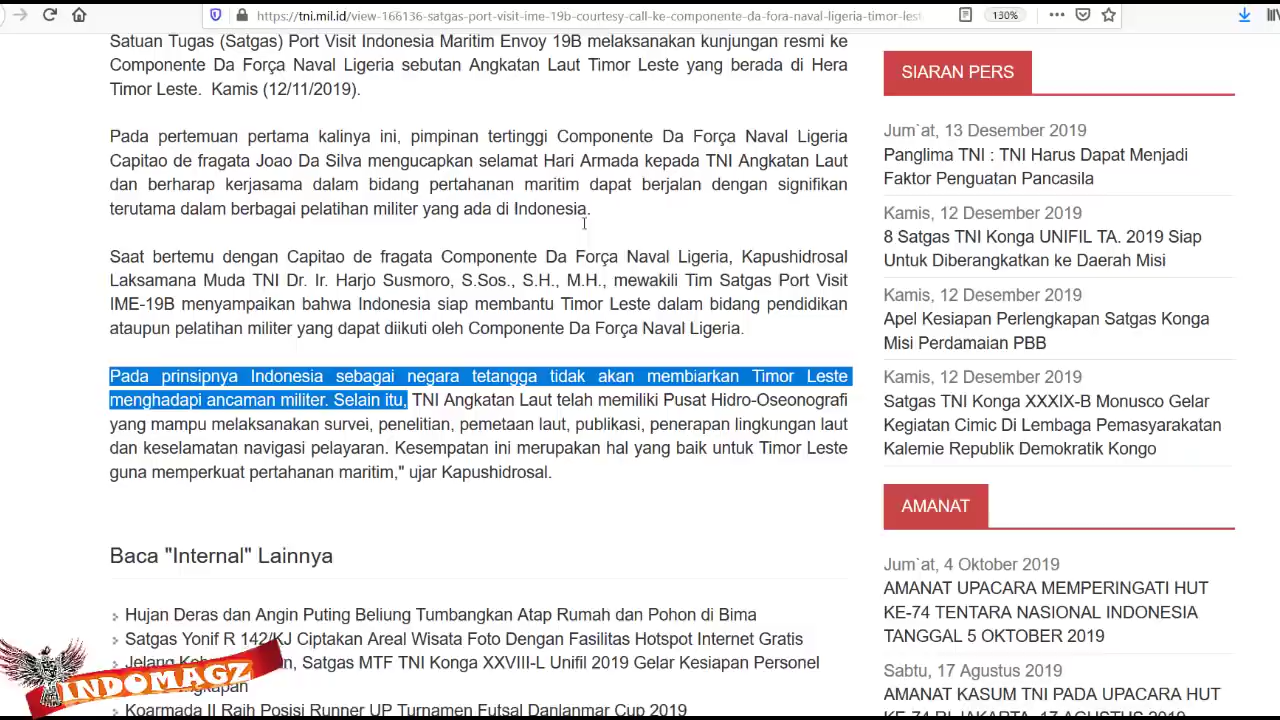 https://tni.mil.id/view-166136-satgas-port-visit-ime-19b-courtesy-call-ke-componente-da-fora-naval-ligeria-timor-lest
130%
Satuan Tugas (Satgas) Port Visit Indonesia Maritim Envoy 19B melaksanakan kunjungan resmi ke
Componente Da Força Naval Ligeria sebutan Angkatan Laut Timor Leste yang berada di Hera
Timor Leste. Kamis (12/11/2019).
Pada pertemuan pertama kalinya ini, pimpinan tertinggi Componente Da Força Naval Ligeria
Capitao de fragata Joao Da Silva mengucapkan selamat Hari Armada kepada TNI Angkatan Laut
dan berharap kerjasama dalam bidang pertahanan maritim dapat berjalan dengan signifikan
terutama dalam berbagai pelatihan militer yang ada di Indonesia.
Saat bertemu dengan Capitao de fragata Componente Da Força Naval Ligeria, Kapushidrosal
Laksamana Muda TNI Dr. Ir. Harjo Susmoro, S.Sos., S.H., M.H., mewakili Tim Satgas Port Visit
IME-19B menyampaikan bahwa Indonesia siap membantu Timor Leste dalam bidang pendidikan
ataupun pelatihan militer yang dapat diikuti oleh Componente Da Força Naval Ligeria.
Pada prinsipnya Indonesia sebagai negara tetangga tidak akan membiarkan Timor Leste
menghadapi ancaman militer. Selain itu, TNI Angkatan Laut telah memiliki Pusat Hidro-Oseonografi
yang mampu melaksanakan survei, penelitian, pemetaan laut, publikasi, penerapan lingkungan laut
dan keselamatan navigasi pelayaran. Kesempatan ini merupakan hal yang baik untuk Timor Leste
guna memperkuat pertahanan maritim," ujar Kapushidrosal.
Baca "Internal" Lainnya
Hujan Deras dan Angin Puting Beliung Tumbangkan Atap Rumah dan Pohon di Bima
Satgas Yonif R 142/KJ Ciptakan Areal Wisata Foto Dengan Fasilitas Hotspot Internet Gratis
Jelang Satgas MTF TNI Konga XXVIII-L Unifil 2019 Gelar Kesiapan Personel
Koarmada II Raih Posisi Runner UP Turnamen Futsal Danlanmar Cup 2019
INDOMAGZ
SIARAN PERS
Jum`at, 13 Desember 2019
Panglima TNI : TNI Harus Dapat Menjadi
Faktor Penguatan Pancasila
Kamis, 12 Desember 2019
8 Satgas TNI Konga UNIFIL TA. 2019 Siap
Untuk Diberangkatkan ke Daerah Misi
Kamis, 12 Desember 2019
Apel Kesiapan Perlengkapan Satgas Konga
Misi Perdamaian PBB
Kamis, 12 Desember 2019
Satgas TNI Konga XXXIX-B Monusco Gelar
Kegiatan Cimic Di Lembaga Pemasyarakatan
Kalemie Republik Demokratik Kongo
AMANAT
Jum`at, 4 Oktober 2019
AMANAT UPACARA MEMPERINGATI HUT
KE-74 TENTARA NASIONAL INDONESIA
TANGGAL 5 OKTOBER 2019
Sabtu, 17 Agustus 2019
AMANAT KASUM TNI PADA UPACARA HUT
KE-74 RI JAKARTA, 17 AGUSTUS 2019